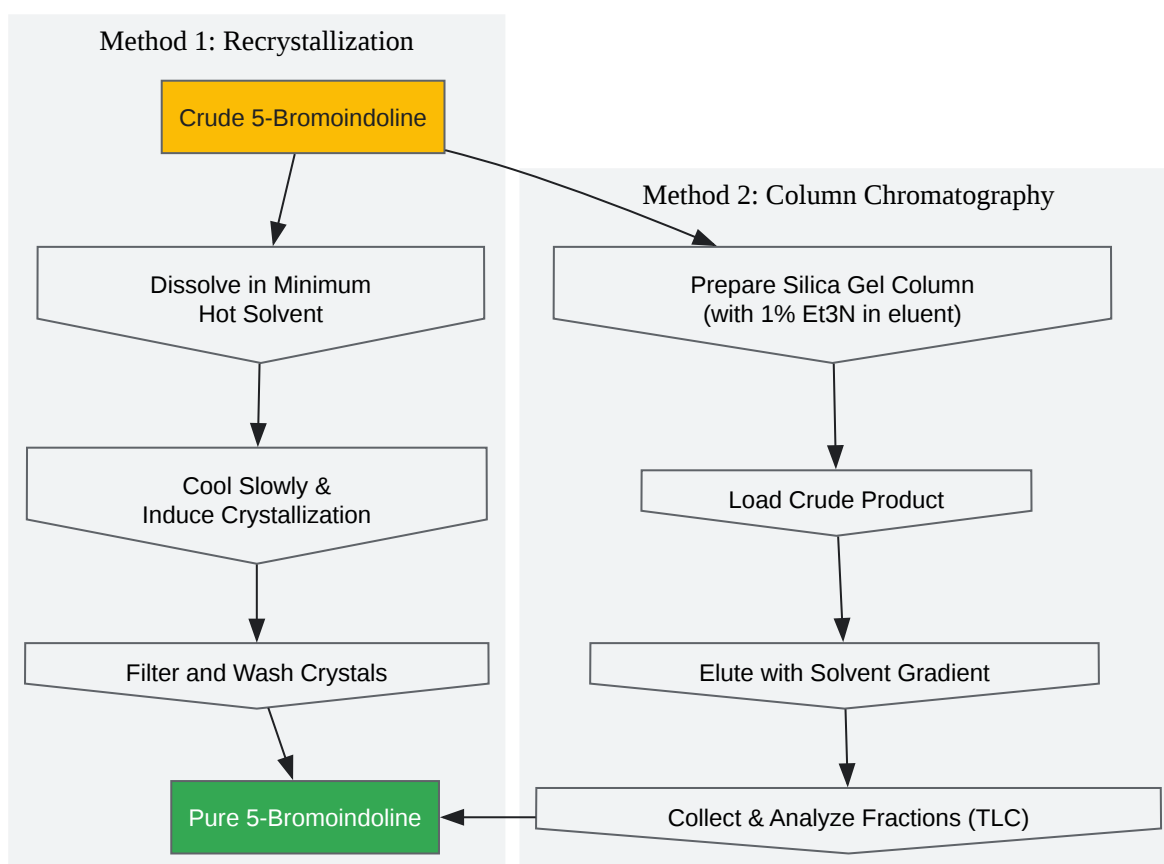 Method 1: Recrystallization
Crude 5-Bromoindoline
Dissolve in Minimum
Hot Solvent
Cool Slowly &
Induce Crystallization
Filter and Wash Crystals
Pure 5-Bromoindoline
Method 2: Column Chromatography
Prepare Silica Gel Column
(with 1% Et3N in eluent)
Load Crude Product
Elute with Solvent Gradient
Collect & Analyze Fractions (TLC)